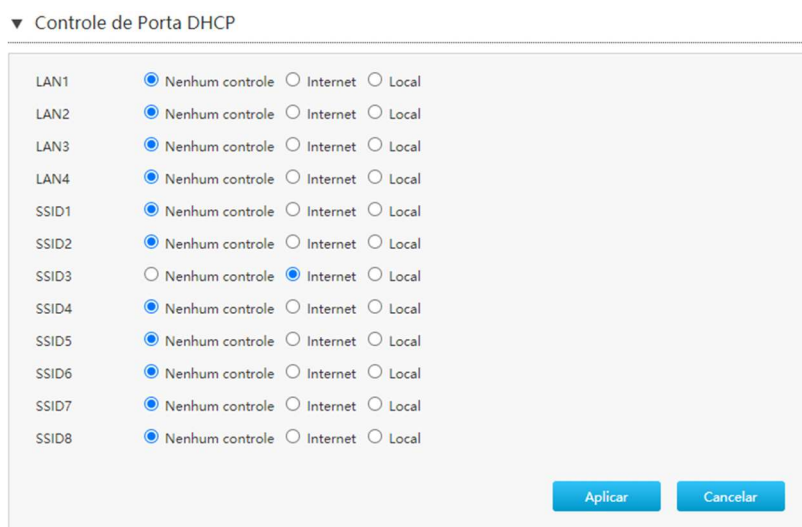 Controle de Porta DHCP
LAN1 Nenhum controle Internet Local
LAN2 Nenhum controle Internet Local
LAN3 Nenhum controle Internet Local
LAN4 Nenhum controle Internet Local
SSID1 Nenhum controle Internet Local
SSID2 Nenhum controle Internet Local
SSID3 Nenhum controle Internet Local
SSID4 Nenhum controle Internet Local
SSID5 Nenhum controle Internet Local
SSID6 Nenhum controle Internet Local
SSID7 Nenhum controle Internet Local
SSID8 Nenhum controle Internet Local
Aplicar Cancelar